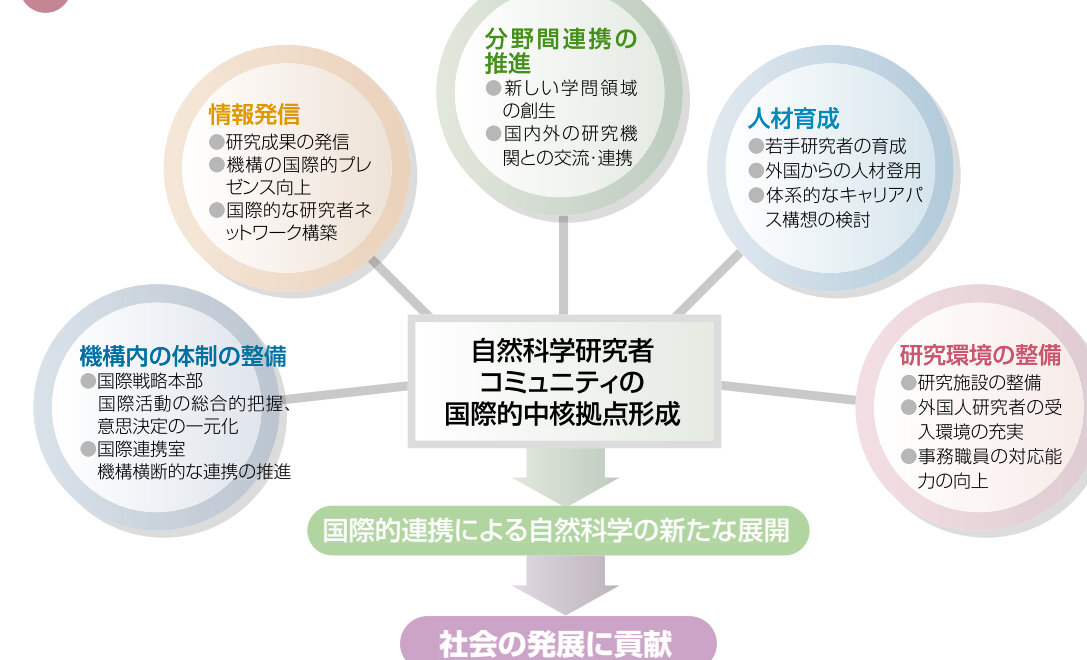 分野間連携の
推進
●新しい学問領域
の創生
●国内外の研究機
関との交流・連携
情報発信
●研究成果の発信
●機構の国際的プレ
ゼンス向上
●国際的な研究者ネ
ットワーク構築
人材育成
●若手研究者の育成
●外国からの人材登用
●体系的なキャリアパ
ス構想の検討
機構内の体制の整備
●国際戦略本部
国際活動の総合的把握、
意思決定の一元化
●国際連携室
機構横断的な連携の推進
研究環境の整備
●研究施設の整備
●外国人研究者の受
入環境の充実
●事務職員の対応能
力の向上
自然科学研究者
コミュニティの
国際的中核拠点形成
国際的連携による自然科学の新たな展開
社会の発展に貢献